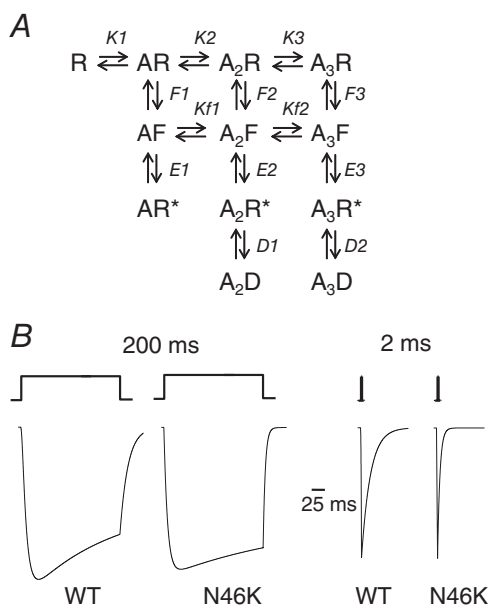 A
K1 K2 K3
R ⇌ AR ⇌ A₂R ⇌ A₃R
F1 F2 F3
Kf1 Kf2
AF ⇌ A₂F ⇌ A₃F
E1 E2 E3
AR* A₂R* A₃R*
D1 D2
A₂D A₃D
B
200 ms 2 ms
25 ms
WT N46K WT N46K